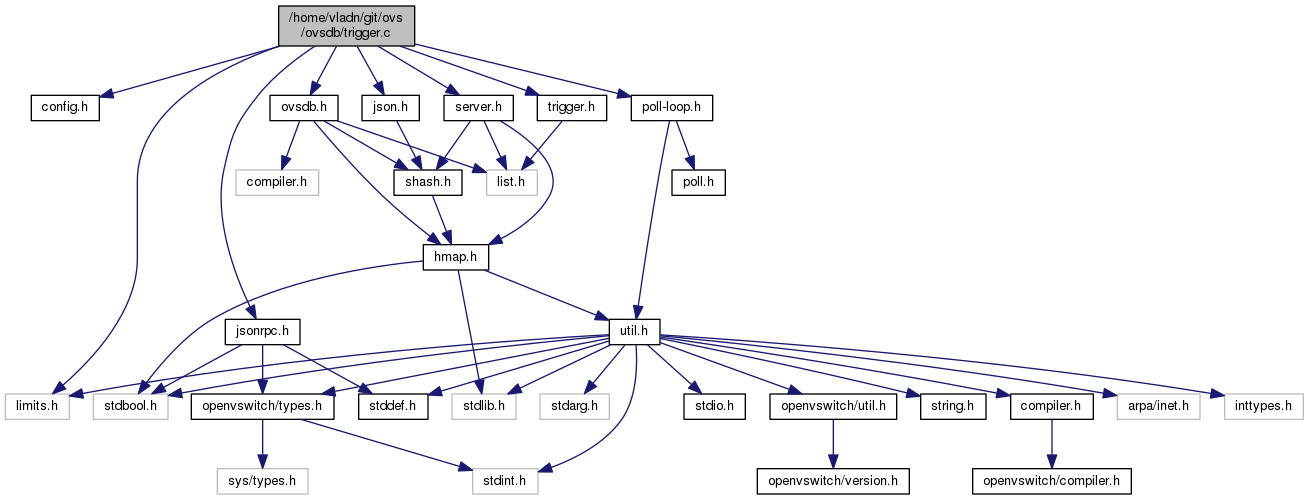 /home/vladn/git/ovs
/ovsdb/trigger.c
config.h
ovsdb.h
json.h
server.h
trigger.h
poll-loop.h
compiler.h
shash.h
list.h
poll.h
hmap.h
jsonrpc.h
util.h
limits.h
stdbool.h
openvswitch/types.h
stddef.h
stdlib.h
stdarg.h
stdio.h
openvswitch/util.h
string.h
compiler.h
arpa/inet.h
inttypes.h
sys/types.h
stdint.h
openvswitch/version.h
openvswitch/compiler.h